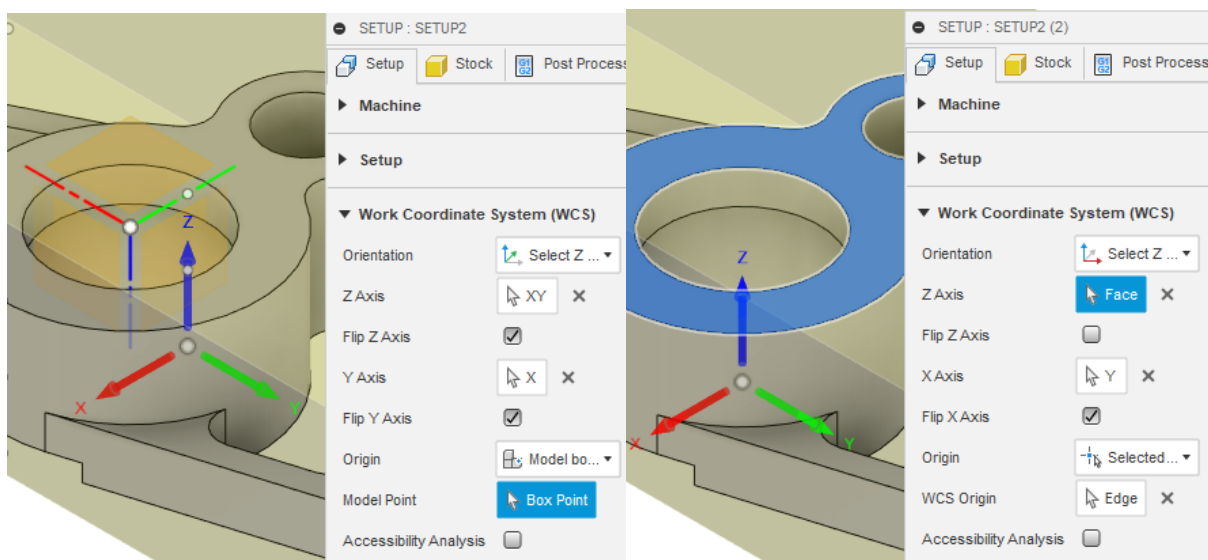 SETUP : SETUP2
Setup Stock G1 G2 Post Process
Machine
Setup
Work Coordinate System (WCS)
Orientation Select Z ...
Z Axis XY
Flip Z Axis
Y Axis X
Flip Y Axis
Origin Model bo...
Model Point Box Point
Accessibility Analysis
Z
X
Y
SETUP : SETUP2 (2)
Setup Stock G1 G2 Post Process
Machine
Setup
Work Coordinate System (WCS)
Orientation Select Z ...
Z Axis Face
Flip Z Axis
X Axis Y
Flip X Axis
Origin Selected...
WCS Origin Edge
Accessibility Analysis
Z
X
Y